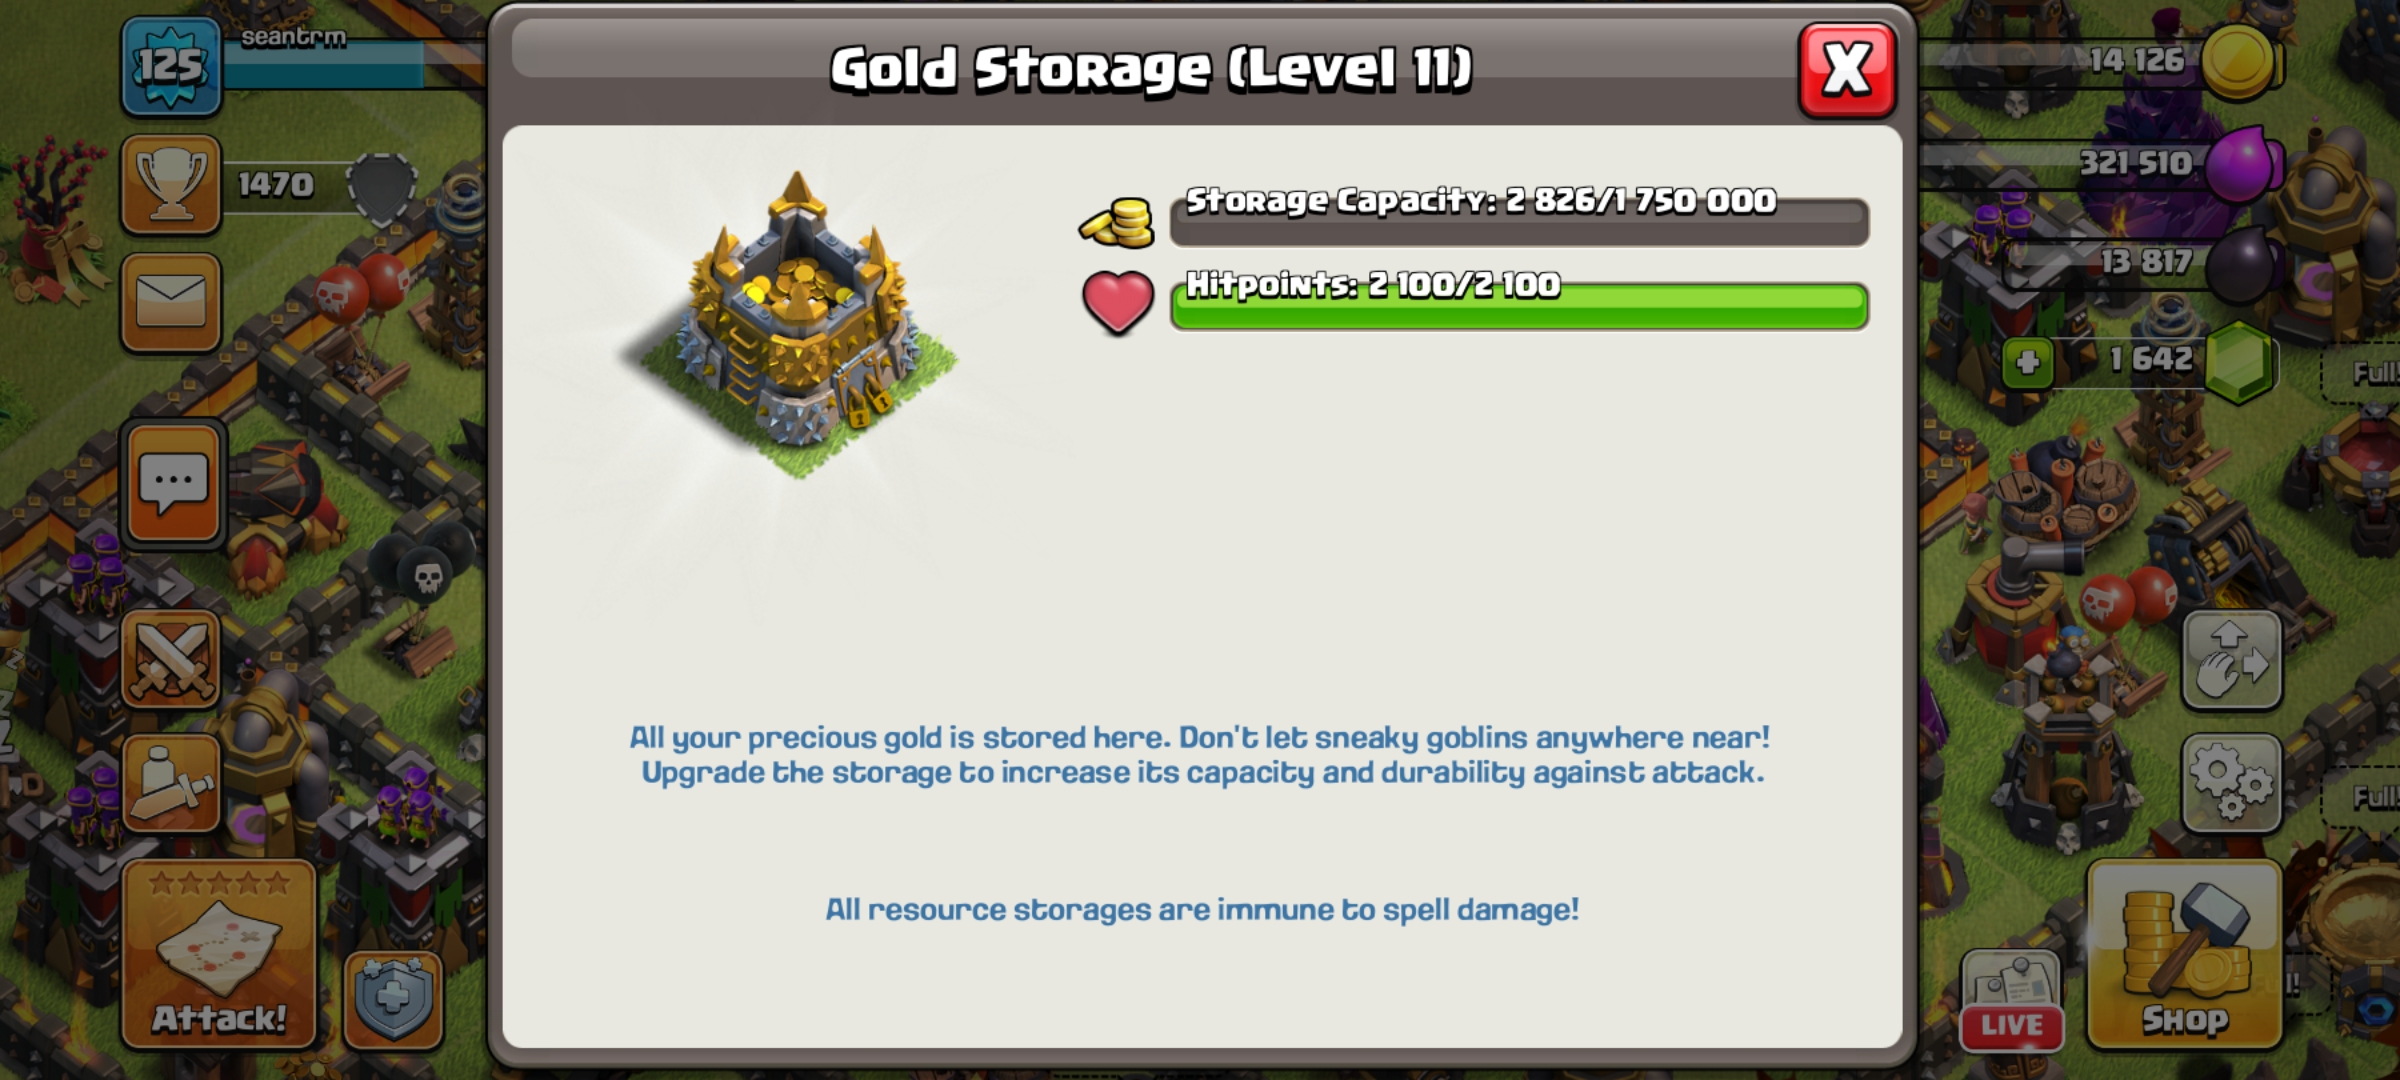 125
seantrm
Gold Storage (Level 11)
X
14 126
1470
Storage Capacity: 2 826/1 750 000
321 510
Hitpoints: 2 100/2 100
13 817
1 642
Full!
All your precious gold is stored here. Don't let sneaky goblins anywhere near!
Upgrade the storage to increase its capacity and durability against attack.
Full!
All resource storages are immune to spell damage!
Attack!
LIVE
Shop